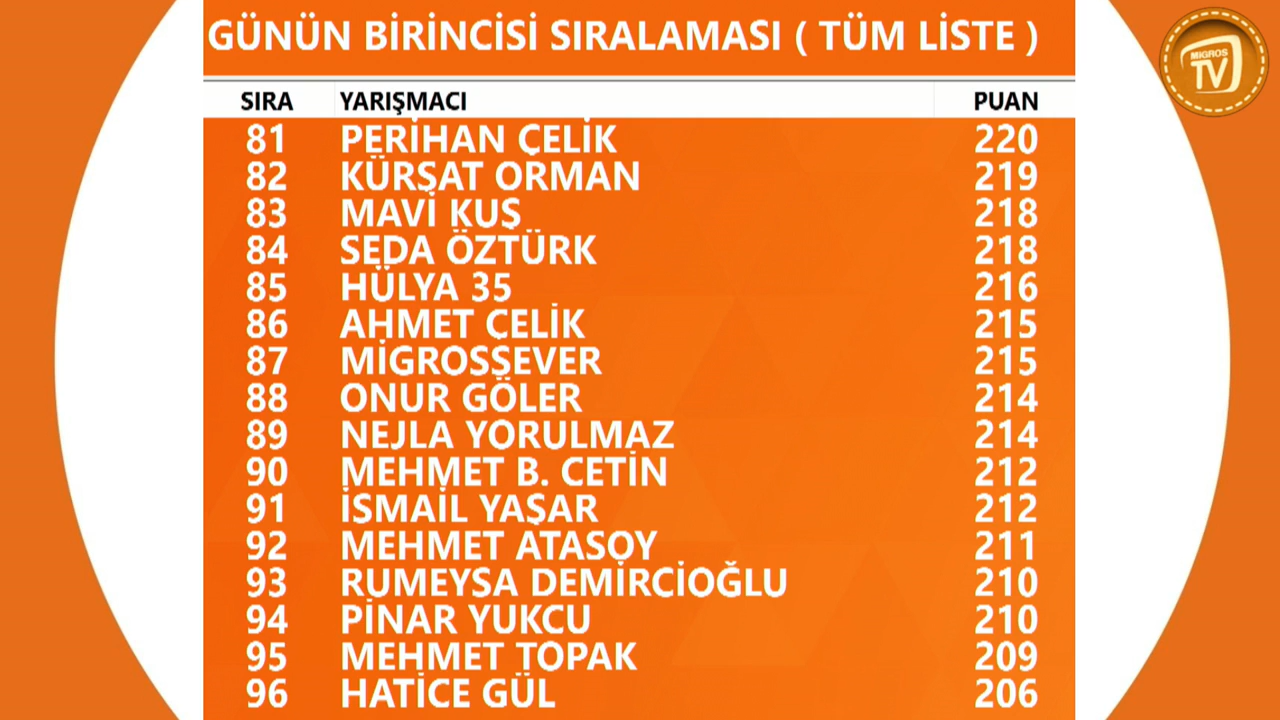 GÜNÜN BİRİNCİSİ SIRALAMASI ( TÜM LİSTE )
MİGROS
TV
SIRA YARIŞMACI PUAN
81 PERİHAN ÇELİK 220
82 KÜRŞAT ORMAN 219
83 MAVİ KUŞ 218
84 SEDA ÖZTÜRK 218
85 HÜLYA 35 216
86 AHMET ÇELİK 215
87 MİGROSSEVER 215
88 ONUR GÖLER 214
89 NEJLA YORULMAZ 214
90 MEHMET B. CETİN 212
91 İSMAİL YAŞAR 212
92 MEHMET ATASOY 211
93 RUMEYSA DEMİRCİOĞLU 210
94 PİNAR YUKCU 210
95 MEHMET TOPAK 209
96 HATİCE GÜL 206